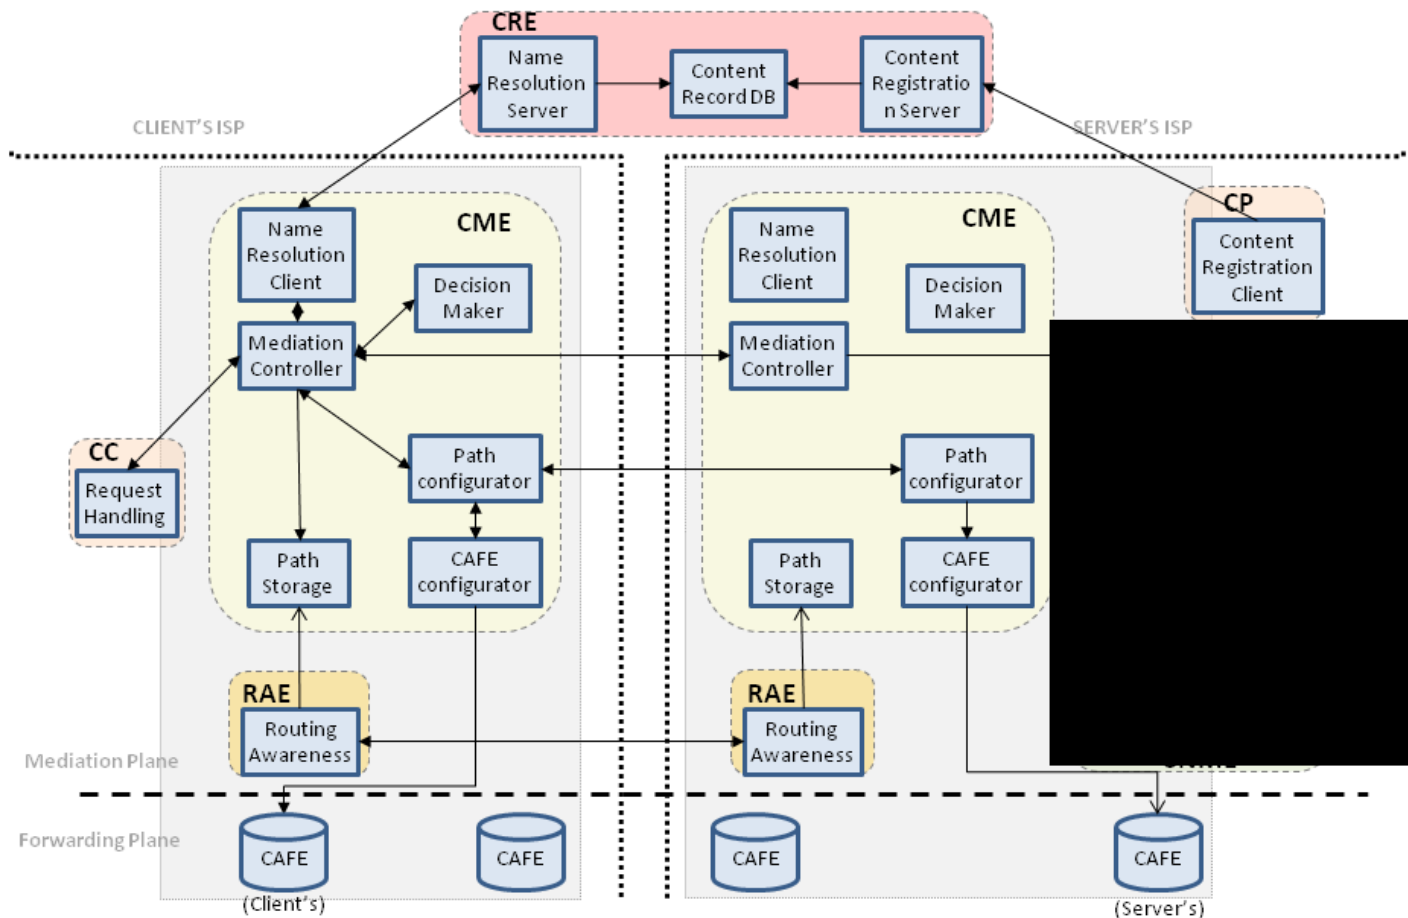 CRE
Name
Resolution
Server
Content
Record DB
Content
Registratio
n Server
CLIENT'S ISP
SERVER'S ISP
CME
Name
Resolution
Client
Decision
Maker
Mediation
Controller
CME
Name
Resolution
Client
Decision
Maker
Mediation
Controller
CP
Content
Registration
Client
CC
Request
Handling
Path
configurator
Path
Storage
CAFE
configurator
Path
configurator
Path
Storage
CAFE
configurator
RAE
Routing
Awareness
RAE
Routing
Awareness
Mediation Plane
Forwarding Plane
CAFE
(Client's)
CAFE
CAFE
CAFE
(Server's)